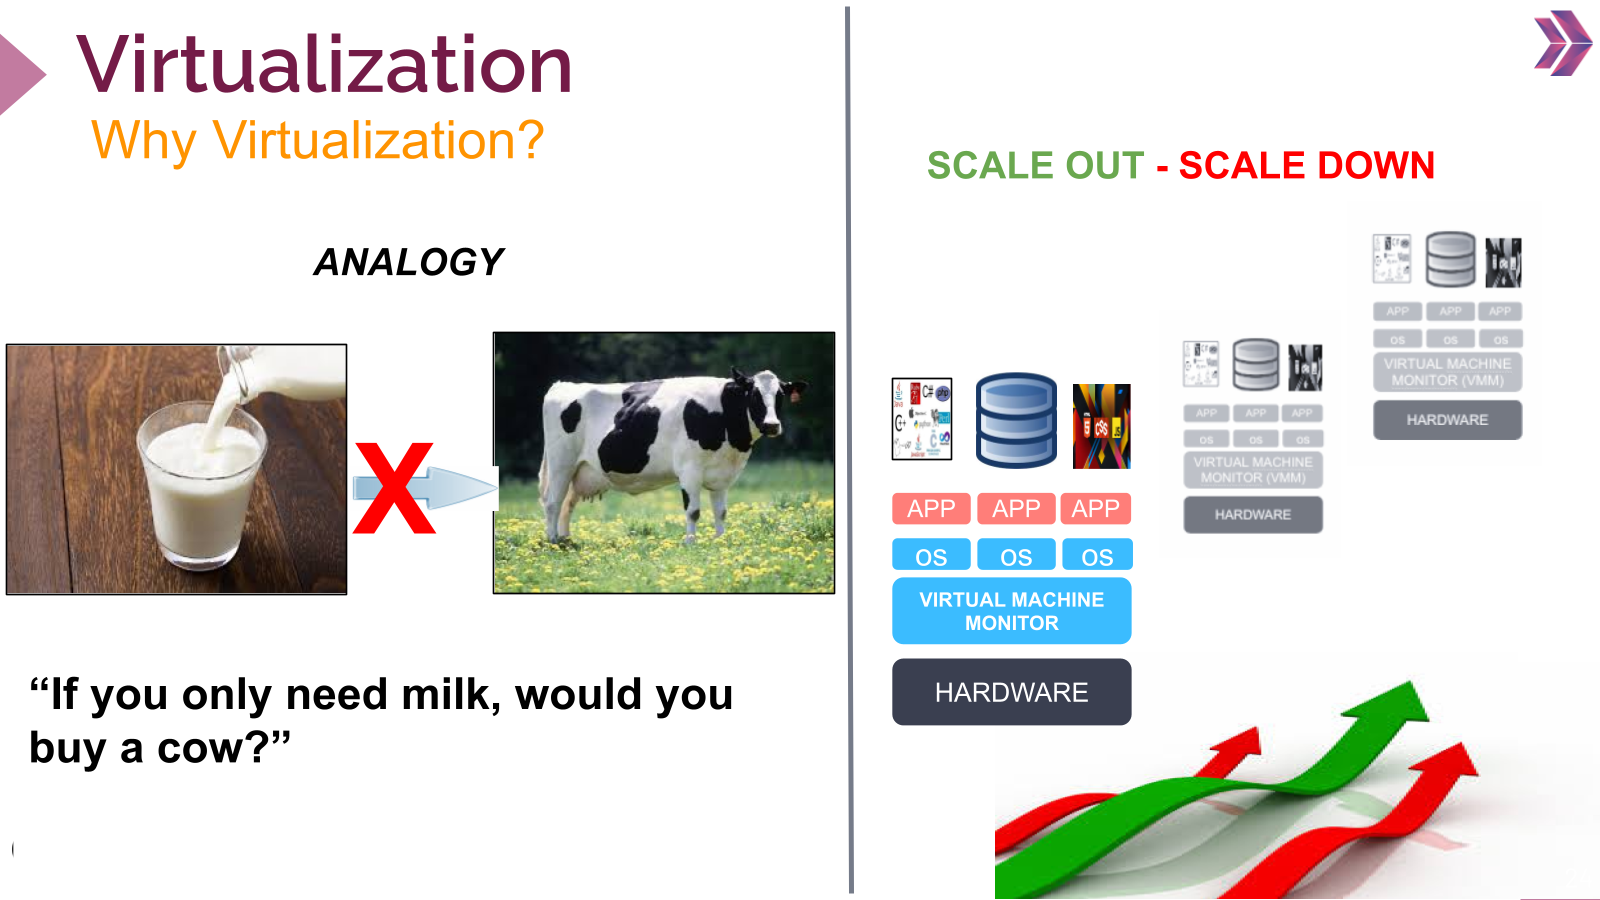 Virtualization
Why Virtualization?
ANALOGY
“If you only need milk, would you
buy a cow?”
SCALE OUT - SCALE DOWN
C# php
C++
APP APP APP
OS OS OS
VIRTUAL MACHINE
MONITOR
HARDWARE
APP APP APP
OS OS OS
VIRTUAL MACHINE
MONITOR (VMM)
HARDWARE
APP APP APP
OS OS OS
VIRTUAL MACHINE
MONITOR (VMM)
HARDWARE